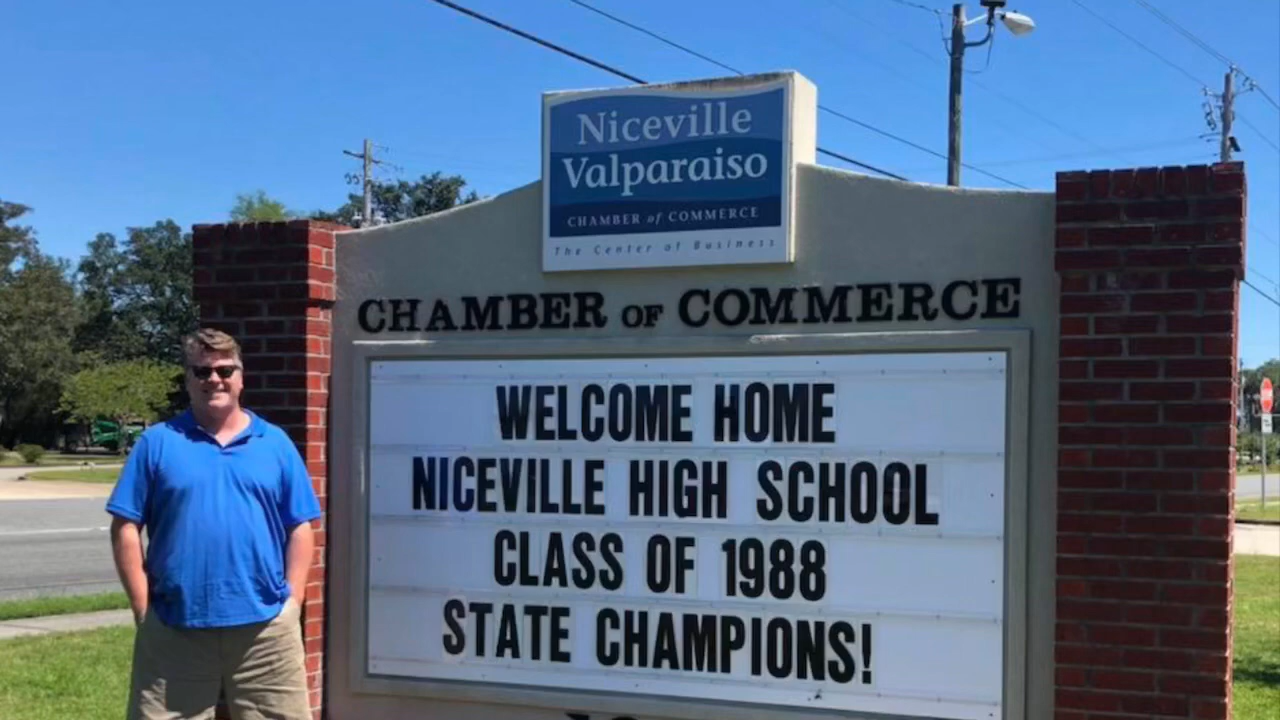 Niceville
Valparaiso
CHAMBER of COMMERCE
The Center of Business
CHAMBER OF COMMERCE
WELCOME HOME
NICEVILLE HIGH SCHOOL
CLASS OF 1988
STATE CHAMPIONS!